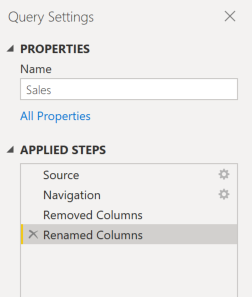 Query Settings
PROPERTIES
Name
Sales
All Properties
APPLIED STEPS
Source
Navigation
Removed Columns
Renamed Columns